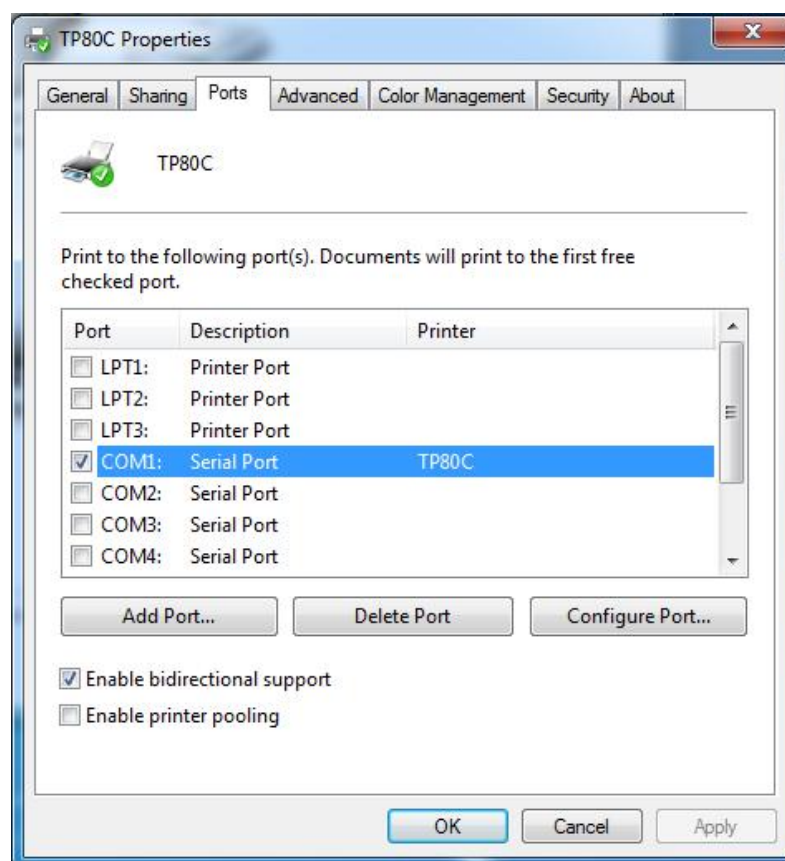 TP80C Properties
General Sharing Ports Advanced Color Management Security About
TP80C
Print to the following port(s). Documents will print to the first free
checked port.
Port Description Printer
LPT1: Printer Port
LPT2: Printer Port
LPT3: Printer Port
COM1: Serial Port TP80C
COM2: Serial Port
COM3: Serial Port
COM4: Serial Port
Add Port... Delete Port Configure Port...
Enable bidirectional support
Enable printer pooling
OK Cancel Apply